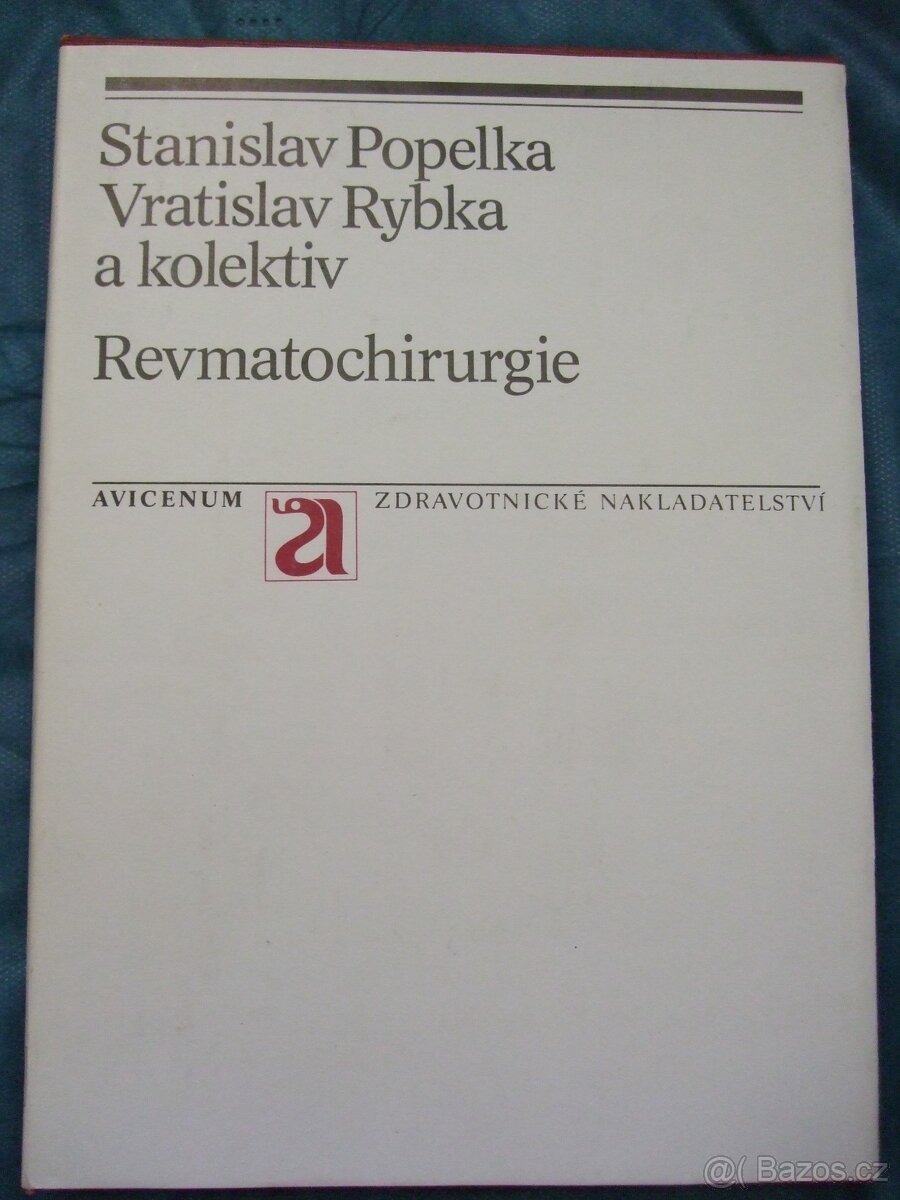 Stanislav Popelka
Vratislav Rybka
a kolektiv
Revmatochirurgie
AVICENUM a ZDRAVOTNICKÉ NAKLADATELSTVÍ
@( Bazos.cz